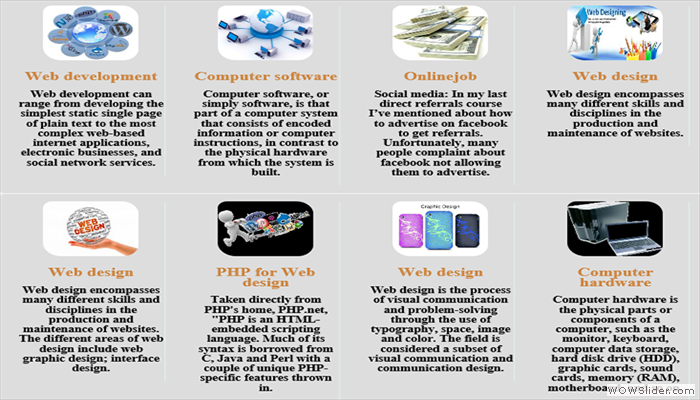 Web development
Web development can
range from developing the
simplest static single page
of plain text to the most
complex web-based
internet applications,
electronic businesses, and
social network services.
Computer software
Computer software, or
simply software, is that
part of a computer system
that consists of encoded
information or computer
instructions, in contrast to
the physical hardware
from which the system is
built.
Onlinejob
Social media: In my last
direct referrals course
I've mentioned about how
to advertise on facebook
to get referrals.
Unfortunately, many
people complaint about
facebook not allowing
them to advertise.
Web Designing
Web design
Web design encompasses
many different skills and
disciplines in the
production and
maintenance of websites.
WEB
DESIGN
Web design
Web design encompasses
many different skills and
disciplines in the
production and
maintenance of websites.
The different areas of web
design include web
graphic design; interface
design.
PHP for Web
design
Taken directly from
PHP's home, PHP.net,
"PHP is an HTML-
embedded scripting
language. Much of its
syntax is borrowed from
C, Java and Perl with a
couple of unique PHP-
specific features thrown
in.
Graphic Design
Web design
Web design is the process
of visual communication
and problem-solving
through the use of
typography, space, image
and color. The field is
considered a subset of
visual communication and
communication design.
Computer
hardware
Computer hardware is
the physical parts or
components of a
computer, such as the
monitor, keyboard,
computer data storage,
hard disk drive (HDD),
graphic cards, sound
cards, memory (RAM),
WOWSlider.com